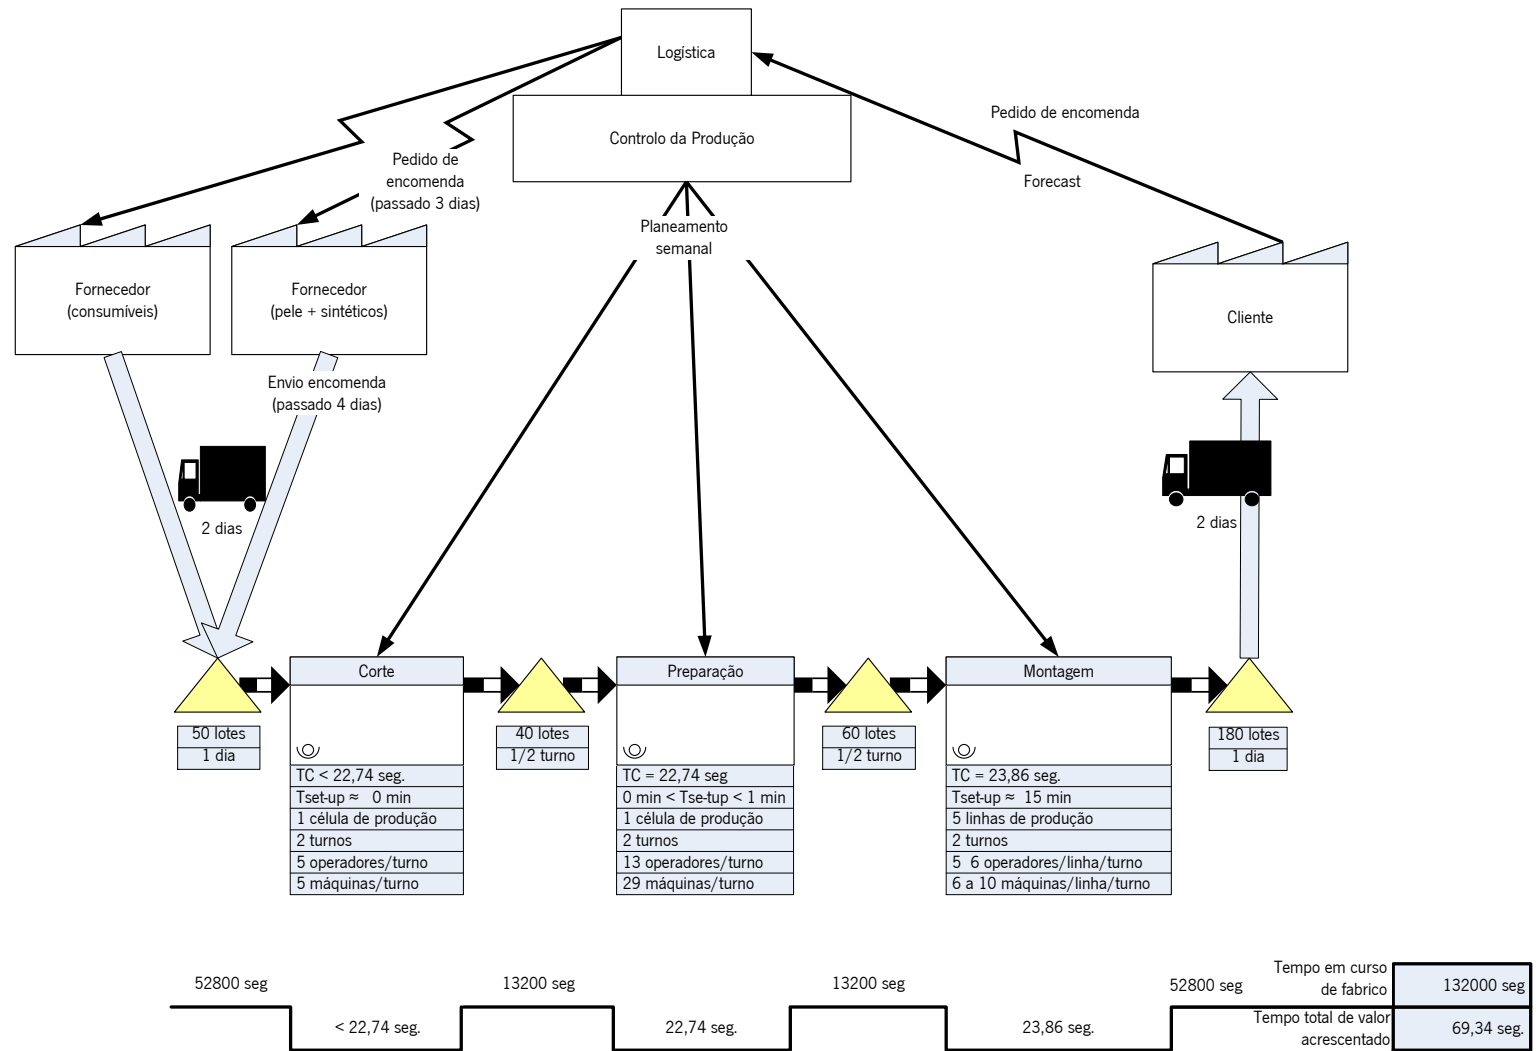 Logística
Controlo da Produção
Pedido de encomenda
Forecast
Pedido de
encomenda
(passado 3 dias)
Planeamento
semanal
Fornecedor
(consumíveis)
Fornecedor
(pele + sintéticos)
Cliente
Envio encomenda
(passado 4 dias)
2 dias
2 dias
50 lotes
1 dia
Corte
TC < 22,74 seg.
Tset-up ≈ 0 min
1 célula de produção
2 turnos
5 operadores/turno
5 máquinas/turno
40 lotes
1/2 turno
Preparação
TC = 22,74 seg
0 min < Tse-tup < 1 min
1 célula de produção
2 turnos
13 operadores/turno
29 máquinas/turno
60 lotes
1/2 turno
Montagem
TC = 23,86 seg.
Tset-up ≈ 15 min
5 linhas de produção
2 turnos
5 6 operadores/linha/turno
6 a 10 máquinas/linha/turno
180 lotes
1 dia
52800 seg
< 22,74 seg.
13200 seg
22,74 seg.
13200 seg
23,86 seg.
52800 seg
Tempo em curso
de fabrico
132000 seg
Tempo total de valor
acrescentado
69,34 seg.